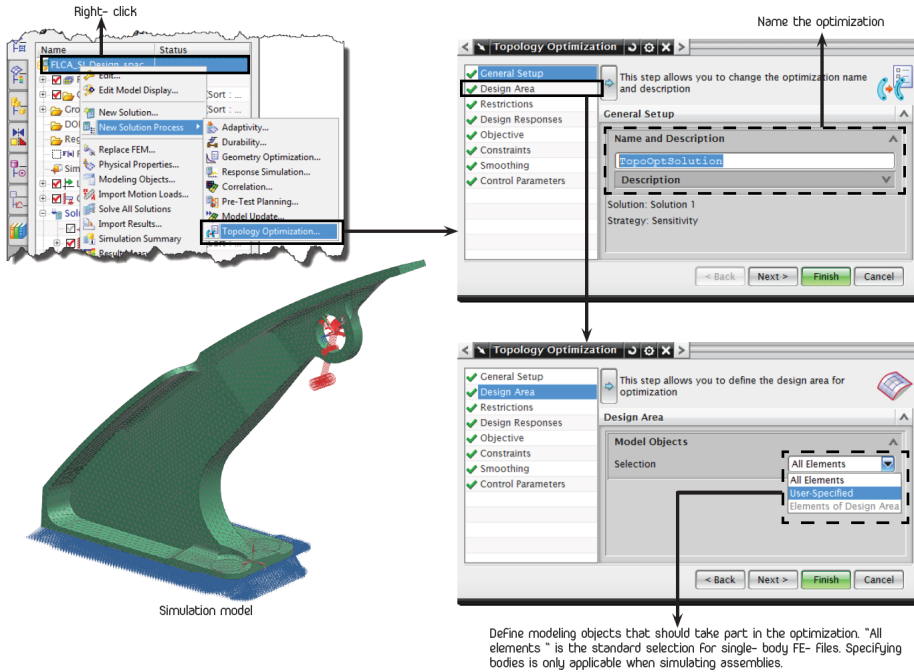 Right- click
Name the optimization
Name Status
FLCA_SJ_Design_spac
Edit...
Edit Model Display...
Sort : ...
New Solution...
Gro
Sort : ...
New Solution Process
Adaptivity...
Durability...
Replace FEM...
Geometry Optimization...
Physical Properties...
Response Simulation...
Modeling Objects...
Correlation...
Import Motion Loads...
Pre-Test Planning...
Solve All Solutions
Model Update...
Import Results...
Topology Optimization...
Simulation Summary
Topology Optimization
General Setup
Design Area
Restrictions
Design Responses
Objective
Constraints
Smoothing
Control Parameters
This step allows you to change the optimization name
and description
General Setup
Name and Description
TopoOptSolution
Description
Solution: Solution 1
Strategy: Sensitivity
< Back Next > Finish Cancel
Simulation model
Topology Optimization
General Setup
Design Area
Restrictions
Design Responses
Objective
Constraints
Smoothing
Control Parameters
This step allows you to define the design area for
optimization
Design Area
Model Objects
Selection
All Elements
All Elements
User-Specified
Elements of Design Area
< Back Next > Finish Cancel
Define modeling objects that should take part in the optimization. "All
elements " is the standard selection for single- body FE- files. Specifying
bodies is only applicable when simulating assemblies.